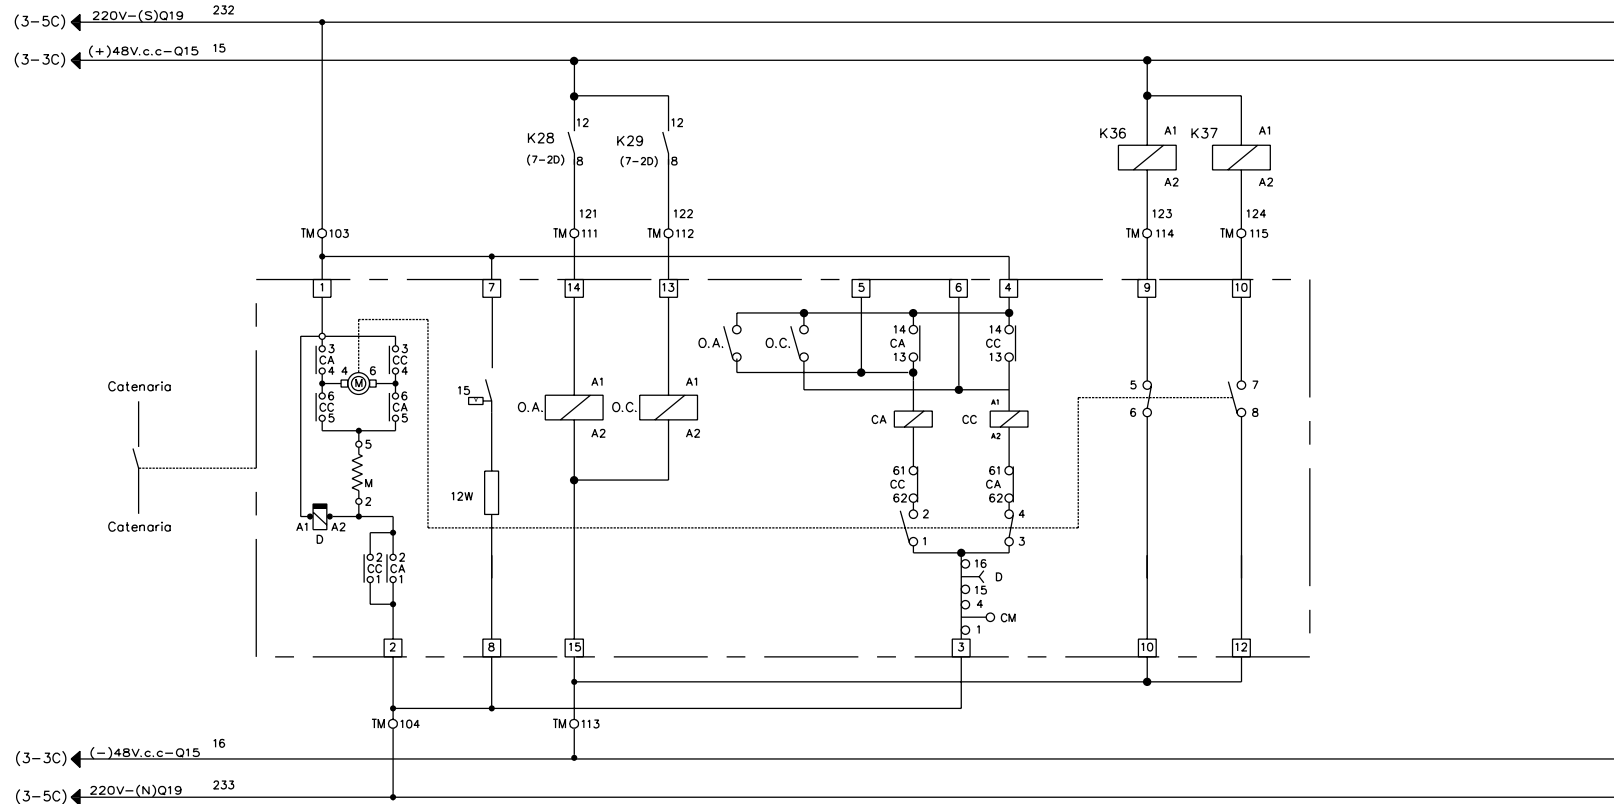 (3-5C) 220V-(S)Q19 232
(3-3C) (+)48V.c.c-Q15 15
K28 12
(7-2D) 8
K29 12
(7-2D) 8
K36 A1
A2
K37 A1
A2
121
122
123
124
TM 103
TM 111
TM 112
TM 114
TM 115
1
7
14
13
5
6
4
9
10
3 CA 4
3 CC 4
4 M 6
6 CC 5
6 CA 5
5
M
2
A1 A2
D
2 CC 1
2 CA 1
Catenaria
Catenaria
15
12W
O.A. A1
A2
O.C. A1
A2
O.A.
O.C.
14
CA
13
14
CC
13
CA
CC A1
A2
61
CC
62
61
CA
62
2
1
4
3
16
D
15
4
CM
1
5
6
7
8
2
8
15
3
10
12
TM 104
TM 113
(3-3C) (-)48V.c.c-Q15 16
(3-5C) 220V-(N)Q19 233